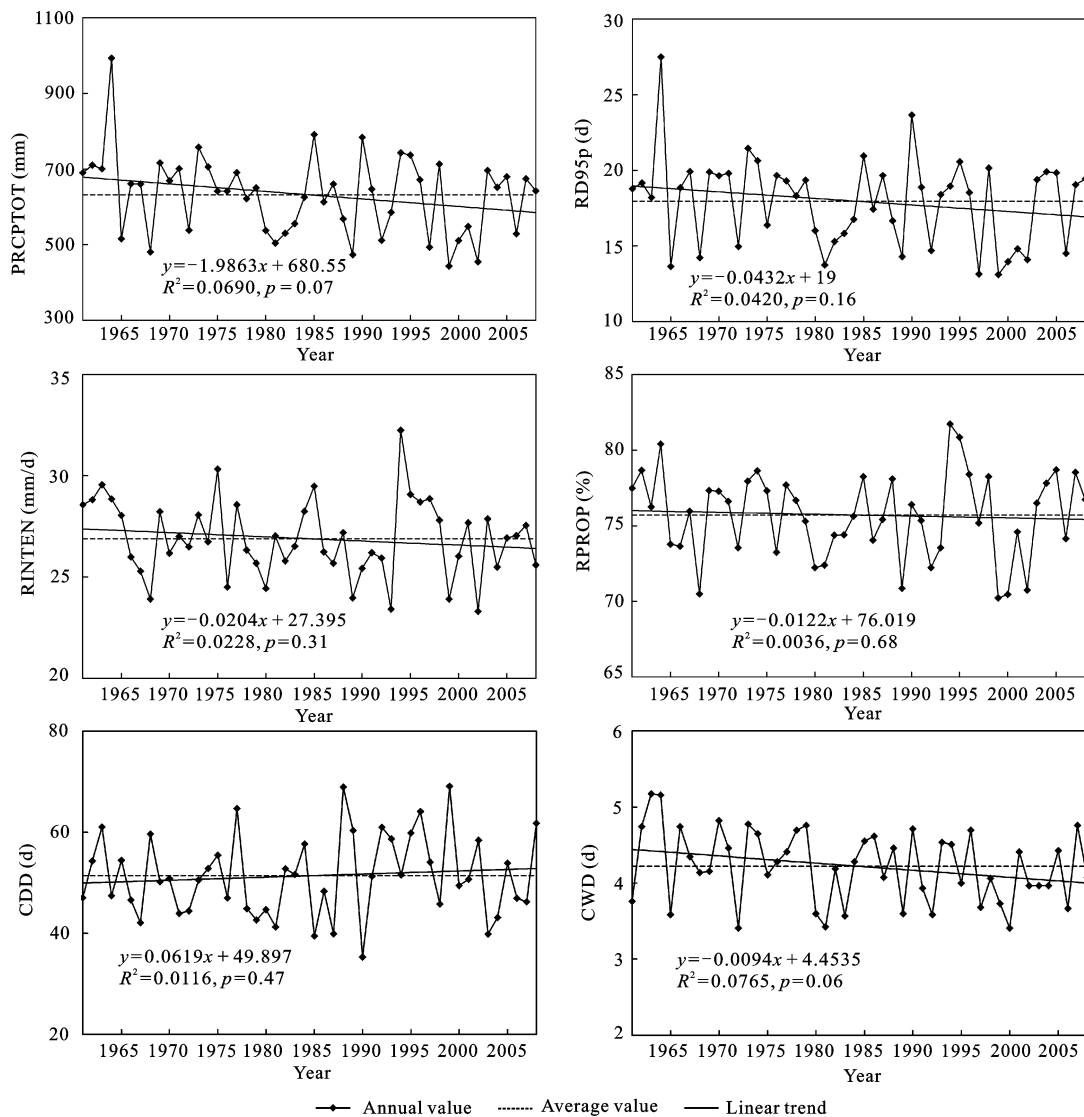 PRCPTOT (mm)
1100
900
700
500
300
y=−1.9863x + 680.55
R²=0.0690, p = 0.07
1965 1970 1975 1980 1985 1990 1995 2000 2005
Year
RD95p (d)
30
25
20
15
10
y=−0.0432x + 19
R²=0.0420, p = 0.16
1965 1970 1975 1980 1985 1990 1995 2000 2005
Year
RINTEN (mm/d)
35
30
25
20
y=−0.0204x + 27.395
R²=0.0228, p=0.31
1965 1970 1975 1980 1985 1990 1995 2000 2005
Year
RPROP (%)
85
80
75
70
65
y=−0.0122x + 76.019
R²=0.0036, p=0.68
1965 1970 1975 1980 1985 1990 1995 2000 2005
Year
CDD (d)
80
60
40
20
y=0.0619x + 49.897
R²=0.0116, p=0.47
1965 1970 1975 1980 1985 1990 1995 2000 2005
Year
CWD (d)
6
5
4
3
2
y=−0.0094x + 4.4535
R²=0.0765, p=0.06
1965 1970 1975 1980 1985 1990 1995 2000 2005
Year
Annual value Average value Linear trend